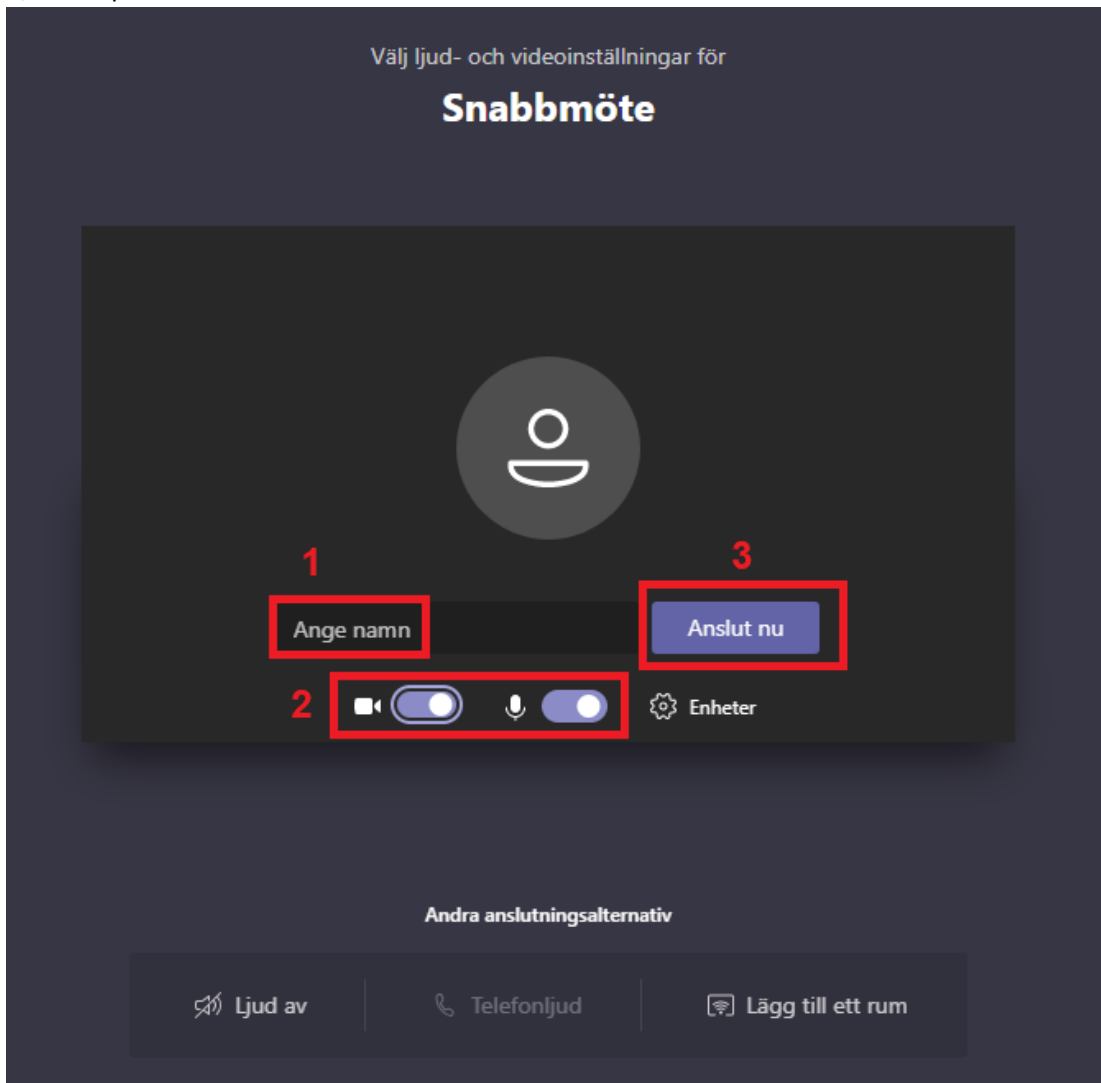 Välj ljud- och videoinställningar för
Snabbmöte
1
3
Ange namn
Anslut nu
2
Enheter
Andra anslutningsalternativ
Ljud av
Telefonljud
Lägg till ett rum